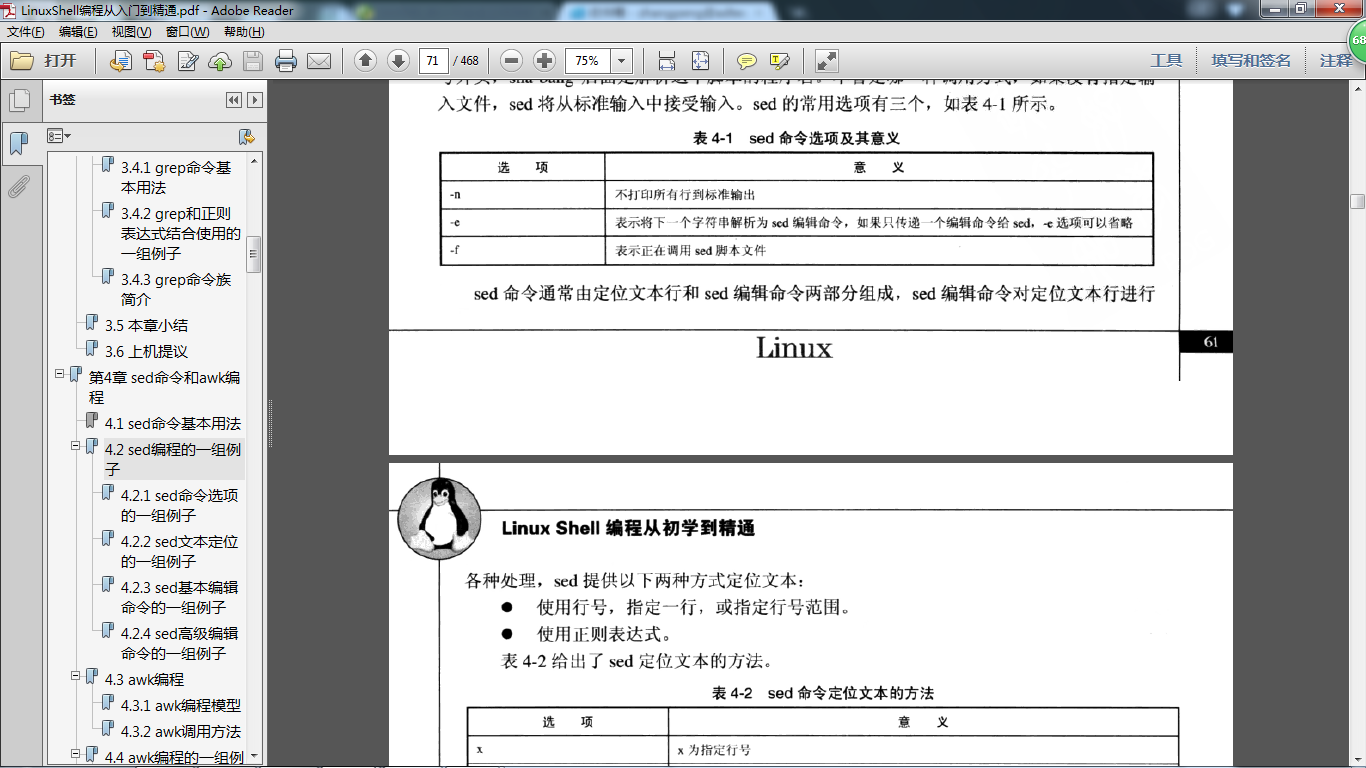 LinuxShell编程从入门到精通.pdf - Adobe Reader
68
文件(F) 编辑(E) 视图(V) 窗口(W) 帮助(H)
打开
71 / 468
75%
工具
填写和签名
注释
书签
3.4.1 grep命令基
本用法
3.4.2 grep和正则
表达式结合使用的
一组例子
3.4.3 grep命令族
简介
3.5 本章小结
3.6 上机提议
第4章 sed命令和awk编
程
4.1 sed命令基本用法
4.2 sed编程的一组例
子
4.2.1 sed命令选项
的一组例子
4.2.2 sed文本定位
的一组例子
4.2.3 sed基本编辑
命令的一组例子
4.2.4 sed高级编辑
命令的一组例子
4.3 awk编程
4.3.1 awk编程模型
4.3.2 awk调用方法
4.4 awk编程的一组例
入文件，sed 将从标准输入中接受输入。sed 的常用选项有三个，如表 4-1 所示。
表 4-1 sed 命令选项及其意义
选 项 意 义
-n 不打印所有行到标准输出
-e 表示将下一个字符串解析为 sed 编辑命令，如果只传递一个编辑命令给 sed，-e 选项可以省略
-f 表示正在调用 sed 脚本文件
sed 命令通常由定位文本行和 sed 编辑命令两部分组成，sed 编辑命令对定位文本行进行
Linux
61
Linux Shell 编程从初学到精通
各种处理，sed 提供以下两种方式定位文本：
● 使用行号，指定一行，或指定行号范围。
● 使用正则表达式。
表 4-2 给出了 sed 定位文本的方法。
表 4-2 sed 命令定位文本的方法
选 项 意 义
x x 为指定行号